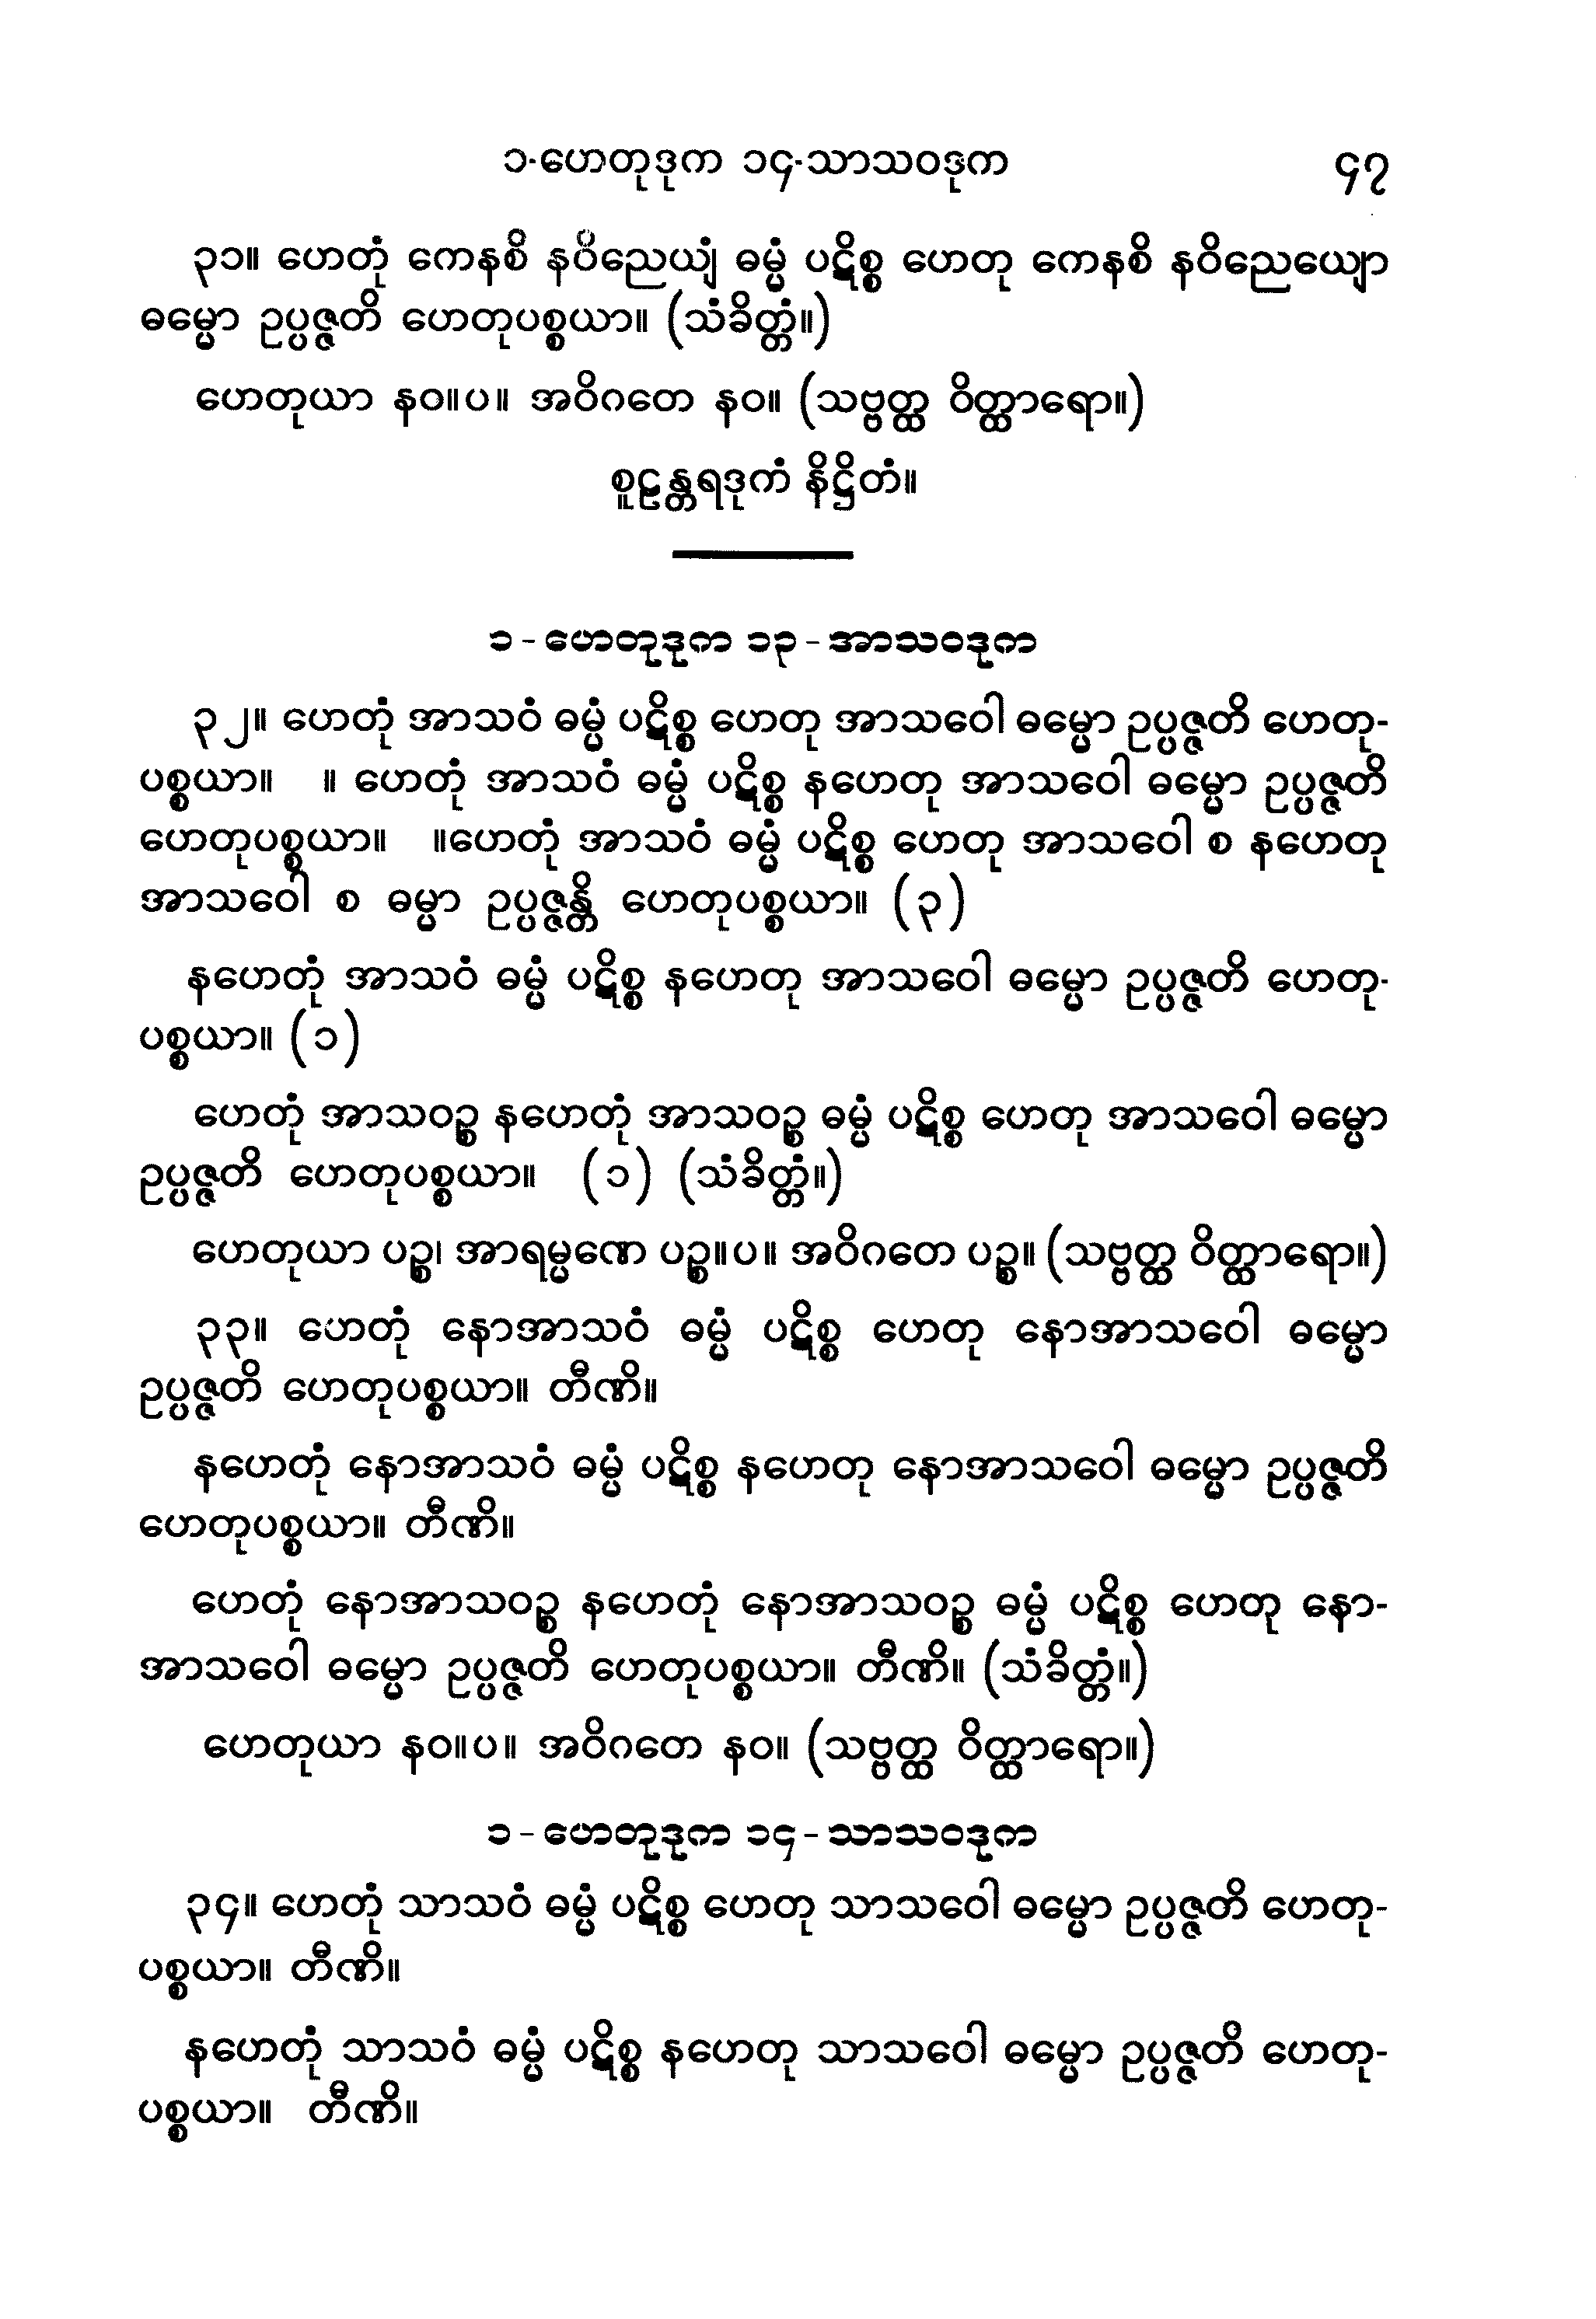 ၁-ဟေတုဒုက ၁၄-သာသဝဒုက ၄၇
၃၁။ ဟေတုံ ကေနစိ နဝိညေယျံ ဓမ္မံ ပဋိစ္စ ဟေတု ကေနစိ နဝိညေယျော
ဓမ္မော ဥပ္ပဇ္ဇတိ ဟေတုပစ္စယာ။ (သံခိတ္တံ။)
ဟေတုယာ နဝ။ပ။ အဝိဂတေ နဝ။ (သဗ္ဗတ္ထ ဝိတ္ထာရော။)
စူဠန္တရဒုကံ နိဋ္ဌိတံ။
၁ - ဟေတုဒုက ၁၃ - အာသဝဒုက
၃၂။ ဟေတုံ အာသဝံ ဓမ္မံ ပဋိစ္စ ဟေတု အာသဝေါ ဓမ္မော ဥပ္ပဇ္ဇတိ ဟေတု-
ပစ္စယာ။ ။ ဟေတုံ အာသဝံ ဓမ္မံ ပဋိစ္စ နဟေတု အာသဝေါ ဓမ္မော ဥပ္ပဇ္ဇတိ
ဟေတုပစ္စယာ။ ။ဟေတုံ အာသဝံ ဓမ္မံ ပဋိစ္စ ဟေတု အာသဝေါ စ နဟေတု
အာသဝေါ စ ဓမ္မာ ဥပ္ပဇ္ဇန္တိ ဟေတုပစ္စယာ။ (၃)
နဟေတုံ အာသဝံ ဓမ္မံ ပဋိစ္စ နဟေတု အာသဝေါ ဓမ္မော ဥပ္ပဇ္ဇတိ ဟေတု-
ပစ္စယာ။ (၁)
ဟေတုံ အာသဝဉ္စ နဟေတုံ အာသဝဉ္စ ဓမ္မံ ပဋိစ္စ ဟေတု အာသဝေါ ဓမ္မော
ဥပ္ပဇ္ဇတိ ဟေတုပစ္စယာ။ (၁) (သံခိတ္တံ။)
ဟေတုယာ ပဉ္စ၊ အာရမ္မဏေ ပဉ္စ။ပ။ အဝိဂတေ ပဉ္စ။ (သဗ္ဗတ္ထ ဝိတ္ထာရော။)
၃၃။ ဟေတုံ နောအာသဝံ ဓမ္မံ ပဋိစ္စ ဟေတု နောအာသဝေါ ဓမ္မော
ဥပ္ပဇ္ဇတိ ဟေတုပစ္စယာ။ တီဏိ။
နဟေတုံ နောအာသဝံ ဓမ္မံ ပဋိစ္စ နဟေတု နောအာသဝေါ ဓမ္မော ဥပ္ပဇ္ဇတိ
ဟေတုပစ္စယာ။ တီဏိ။
ဟေတုံ နောအာသဝဉ္စ နဟေတုံ နောအာသဝဉ္စ ဓမ္မံ ပဋိစ္စ ဟေတု နော-
အာသဝေါ ဓမ္မော ဥပ္ပဇ္ဇတိ ဟေတုပစ္စယာ။ တီဏိ။ (သံခိတ္တံ။)
ဟေတုယာ နဝ။ပ။ အဝိဂတေ နဝ။ (သဗ္ဗတ္ထ ဝိတ္ထာရော။)
၁ - ဟေတုဒုက ၁၄ - သာသဝဒုက
၃၄။ ဟေတုံ သာသဝံ ဓမ္မံ ပဋိစ္စ ဟေတု သာသဝေါ ဓမ္မော ဥပ္ပဇ္ဇတိ ဟေတု-
ပစ္စယာ။ တီဏိ။
နဟေတုံ သာသဝံ ဓမ္မံ ပဋိစ္စ နဟေတု သာသဝေါ ဓမ္မော ဥပ္ပဇ္ဇတိ ဟေတု-
ပစ္စယာ။ တီဏိ။